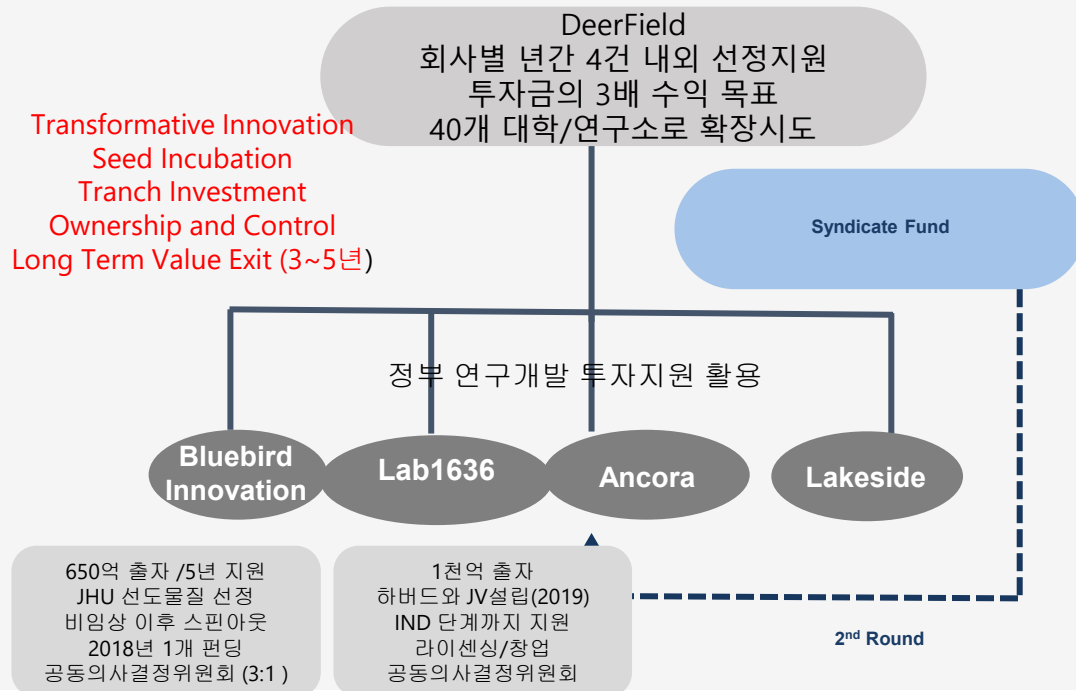 DeerField
회사별 년간 4건 내외 선정지원
투자금의 3배 수익 목표
40개 대학/연구소로 확장시도
Transformative Innovation
Seed Incubation
Tranch Investment
Ownership and Control
Long Term Value Exit (3~5년)
Syndicate Fund
정부 연구개발 투자지원 활용
Bluebird
Innovation
Lab1636
Ancora
Lakeside
650억 출자 /5년 지원
JHU 선도물질 선정
비임상 이후 스핀아웃
2018년 1개 펀딩
공동의사결정위원회 (3:1 )
1천억 출자
하버드와 JV설립(2019)
IND 단계까지 지원
라이센싱/창업
공동의사결정위원회
2nd Round